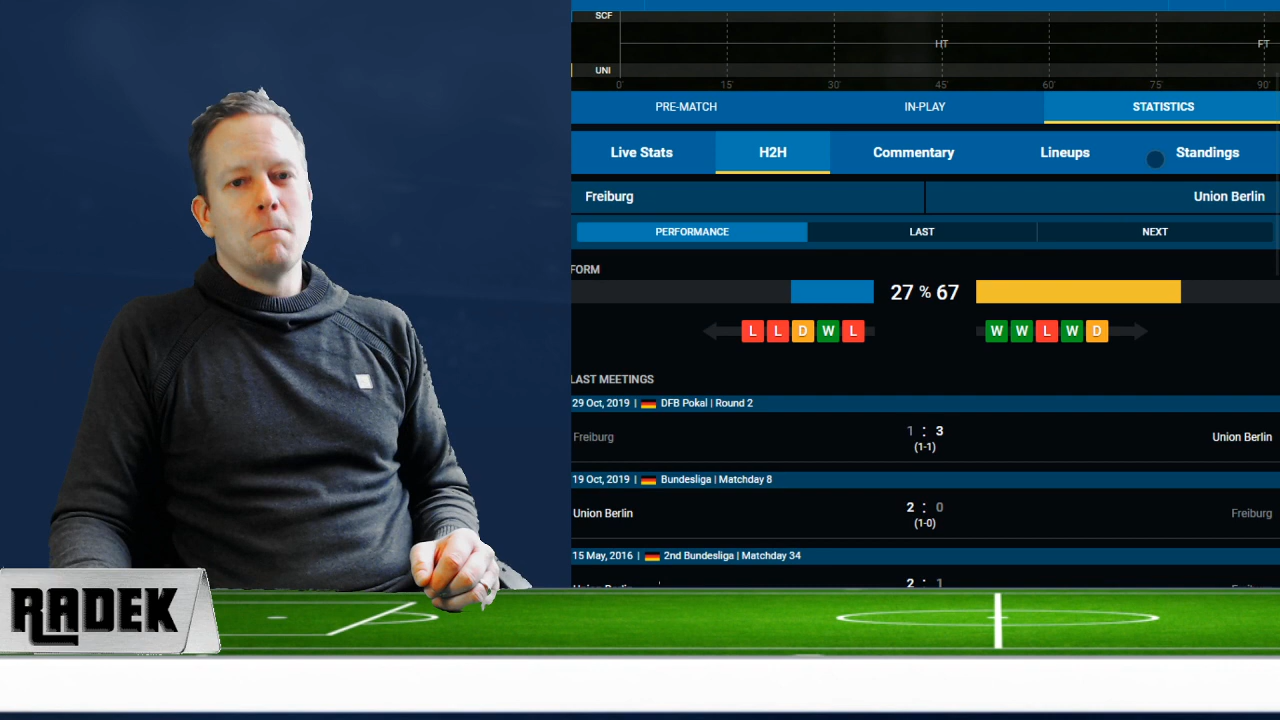 SCF
HT
FT
UNI
0' 15' 30' 45' 60' 75' 90'
PRE-MATCH IN-PLAY STATISTICS
Live Stats H2H Commentary Lineups Standings
Freiburg Union Berlin
PERFORMANCE LAST NEXT
FORM
27 % 67
L L D W L W W L W D
LAST MEETINGS
29 Oct, 2019 | DFB Pokal | Round 2
1 : 3
Freiburg Union Berlin
(1-1)
19 Oct, 2019 | Bundesliga | Matchday 8
2 : 0
Union Berlin Freiburg
(1-0)
15 May, 2016 | 2nd Bundesliga | Matchday 34
2 : 1
RADEK